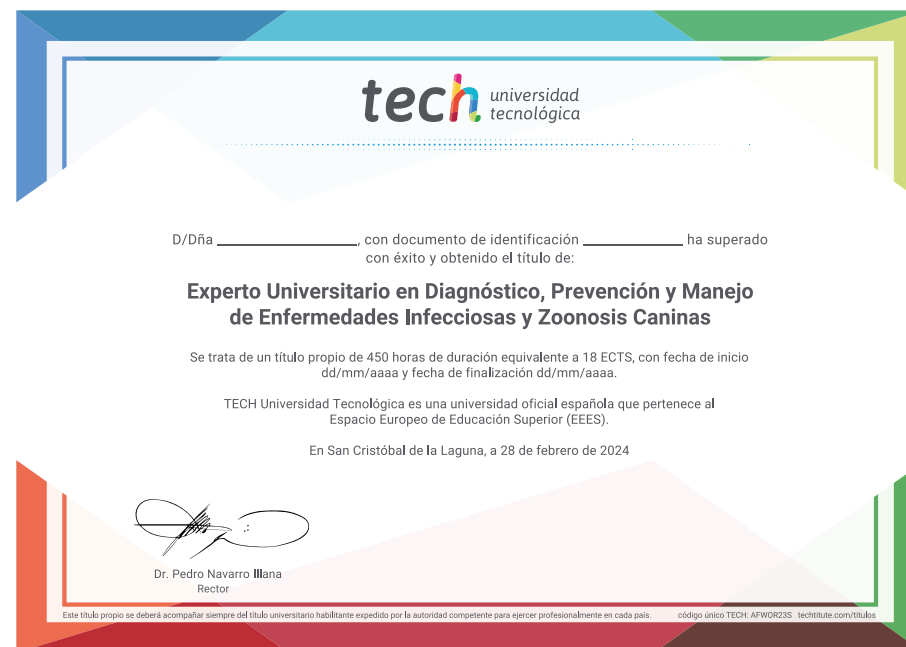 tech universidad
tecnológica
D/Dña ____________________, con documento de identificación ______________ ha superado
con éxito y obtenido el título de:
Experto Universitario en Diagnóstico, Prevención y Manejo
de Enfermedades Infecciosas y Zoonosis Caninas
Se trata de un título propio de 450 horas de duración equivalente a 18 ECTS, con fecha de inicio
dd/mm/aaaa y fecha de finalización dd/mm/aaaa.
TECH Universidad Tecnológica es una universidad oficial española que pertenece al
Espacio Europeo de Educación Superior (EEES).
En San Cristóbal de la Laguna, a 28 de febrero de 2024
Dr. Pedro Navarro Illana
Rector
Este título propio se deberá acompañar siempre del título universitario habilitante expedido por la autoridad competente para ejercer profesionalmente en cada país. código único TECH: AFWOR23S techtitute.com/titulos